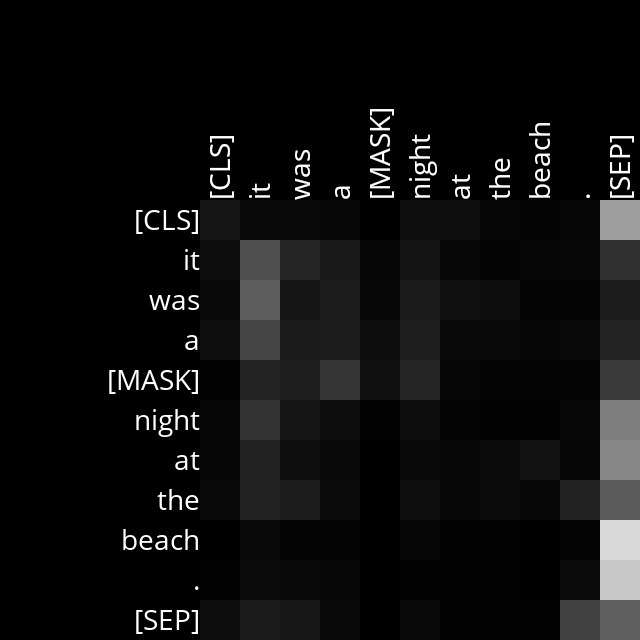 [CLS] it was a [MASK] night at the beach . [SEP]
[CLS]
it
was
a
[MASK]
night
at
the
beach
.
[SEP]